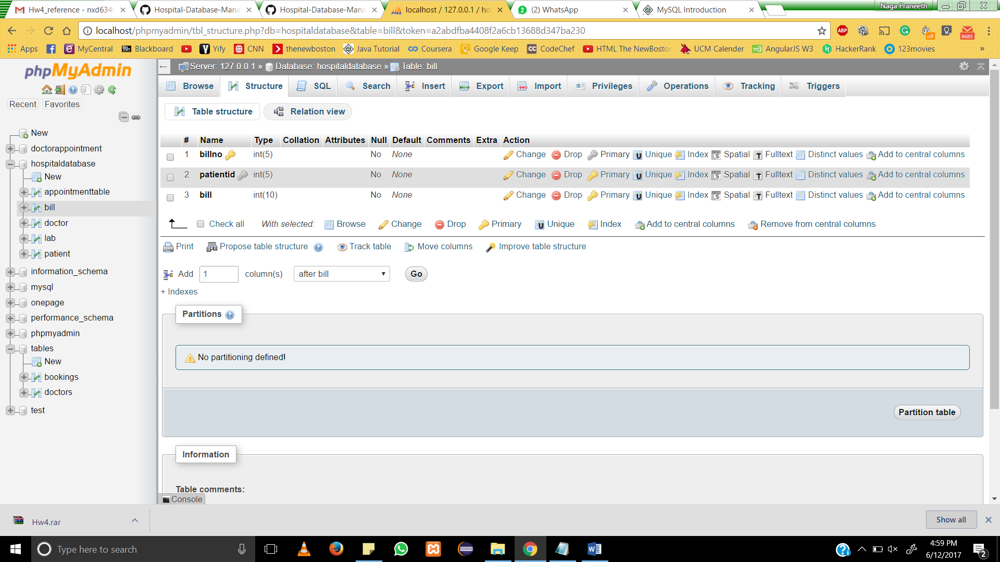 Hw4_reference - nxd6346 Hospital-Database-Mana Hospital-Database-Mana localhost / 127.0.0.1 / ho (2) WhatsApp MySQL Introduction Naga Praneeth
localhost/phpmyadmin/tbl_structure.php?db=hospitaldatabase&table=bill&token=a2abdfba4408f2a6cb13688d347ba230
Apps MyCentral Blackboard Yify CNN thenewboston Java Tutorial Coursera Google Keep CodeChef HTML The NewBosto UCM Calender AngularJS W3 HackerRank 123movies »
phpMyAdmin
Recent Favorites
New
doctorappointment
hospitaldatabase
New
appointmenttable
bill
doctor
lab
patient
information_schema
mysql
onepage
performance_schema
phpmyadmin
tables
New
bookings
doctors
test
Server: 127.0.0.1 » Database: hospitaldatabase » Table: bill
Browse Structure SQL Search Insert Export Import Privileges Operations Tracking Triggers
Table structure Relation view
# Name Type Collation Attributes Null Default Comments Extra Action
1 billno int(5) No None Change Drop Primary Unique Index Spatial Fulltext Distinct values Add to central columns
2 patientid int(5) No None Change Drop Primary Unique Index Spatial Fulltext Distinct values Add to central columns
3 bill int(10) No None Change Drop Primary Unique Index Spatial Fulltext Distinct values Add to central columns
Check all With selected: Browse Change Drop Primary Unique Index Add to central columns Remove from central columns
Print Propose table structure Track table Move columns Improve table structure
Add 1 column(s) after bill Go
+ Indexes
Partitions
No partitioning defined!
Partition table
Information
Table comments:
Console
Hw4.rar Show all
Type here to search
4:59 PM
6/12/2017
2
PMA
2
ABP
off
8685